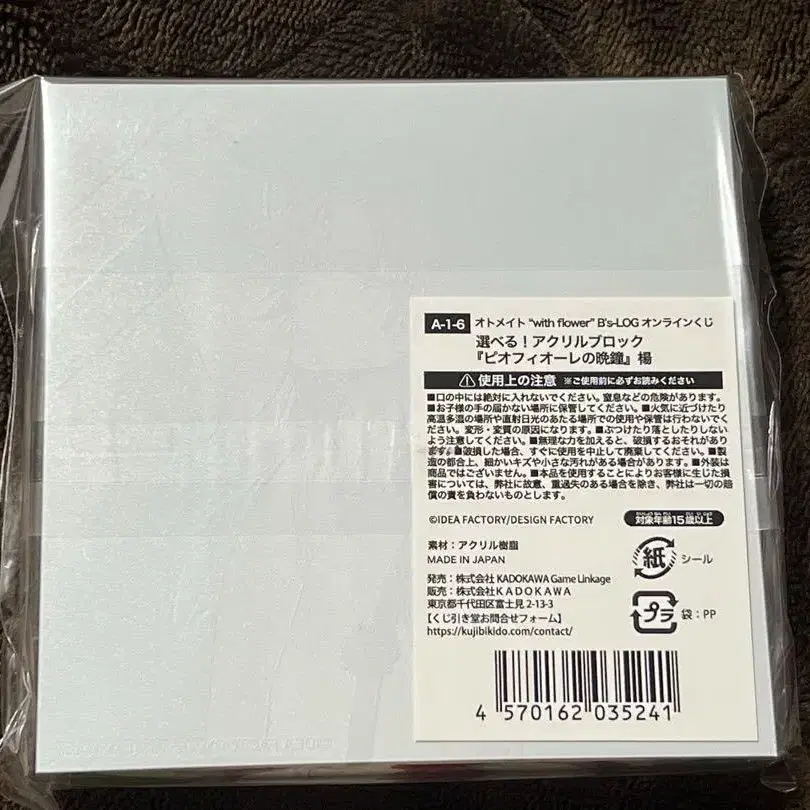 A-1-6 オトメイト "with flower" B's-LOG オンラインくじ
選べる！アクリルブロック
『ピオフィオーレの晩鐘』楊
⚠使用上の注意 ※ご使用前に必ずお読みください
■口の中には絶対に入れないでください。窒息などの危険があります。
■お子様の手の届かない場所に保管してください。■火気に近づけたり
高温多湿の場所や直射日光のあたる場所での使用や保管は行わないでく
ださい。変形・変質の原因になります。■ぶつけたり落としたりしない
よう注意してください。■無理な力を加えると、破損するおそれがあり
ます。■破損した場合、すぐに使用を中止して廃棄してください。■製
造の都合上、細かいキズや小さな汚れがある場合があります。■外装は
商品ではございません。■本品を使用することによりお客様に生じた損
害については、弊社に故意、重過失のある場合を除き、弊社は一切の賠
償の責を負わないものとします。
©IDEA FACTORY/DESIGN FACTORY
対象年齢15歳以上
素材：アクリル樹脂
MADE IN JAPAN
紙 シール
発売：株式会社 KADOKAWA Game Linkage
販売：株式会社KADOKAWA
東京都千代田区富士見 2-13-3
プラ 袋：PP
【くじ引き堂お問合せフォーム】
https://kujibikido.com/contact/
4 570162 035241